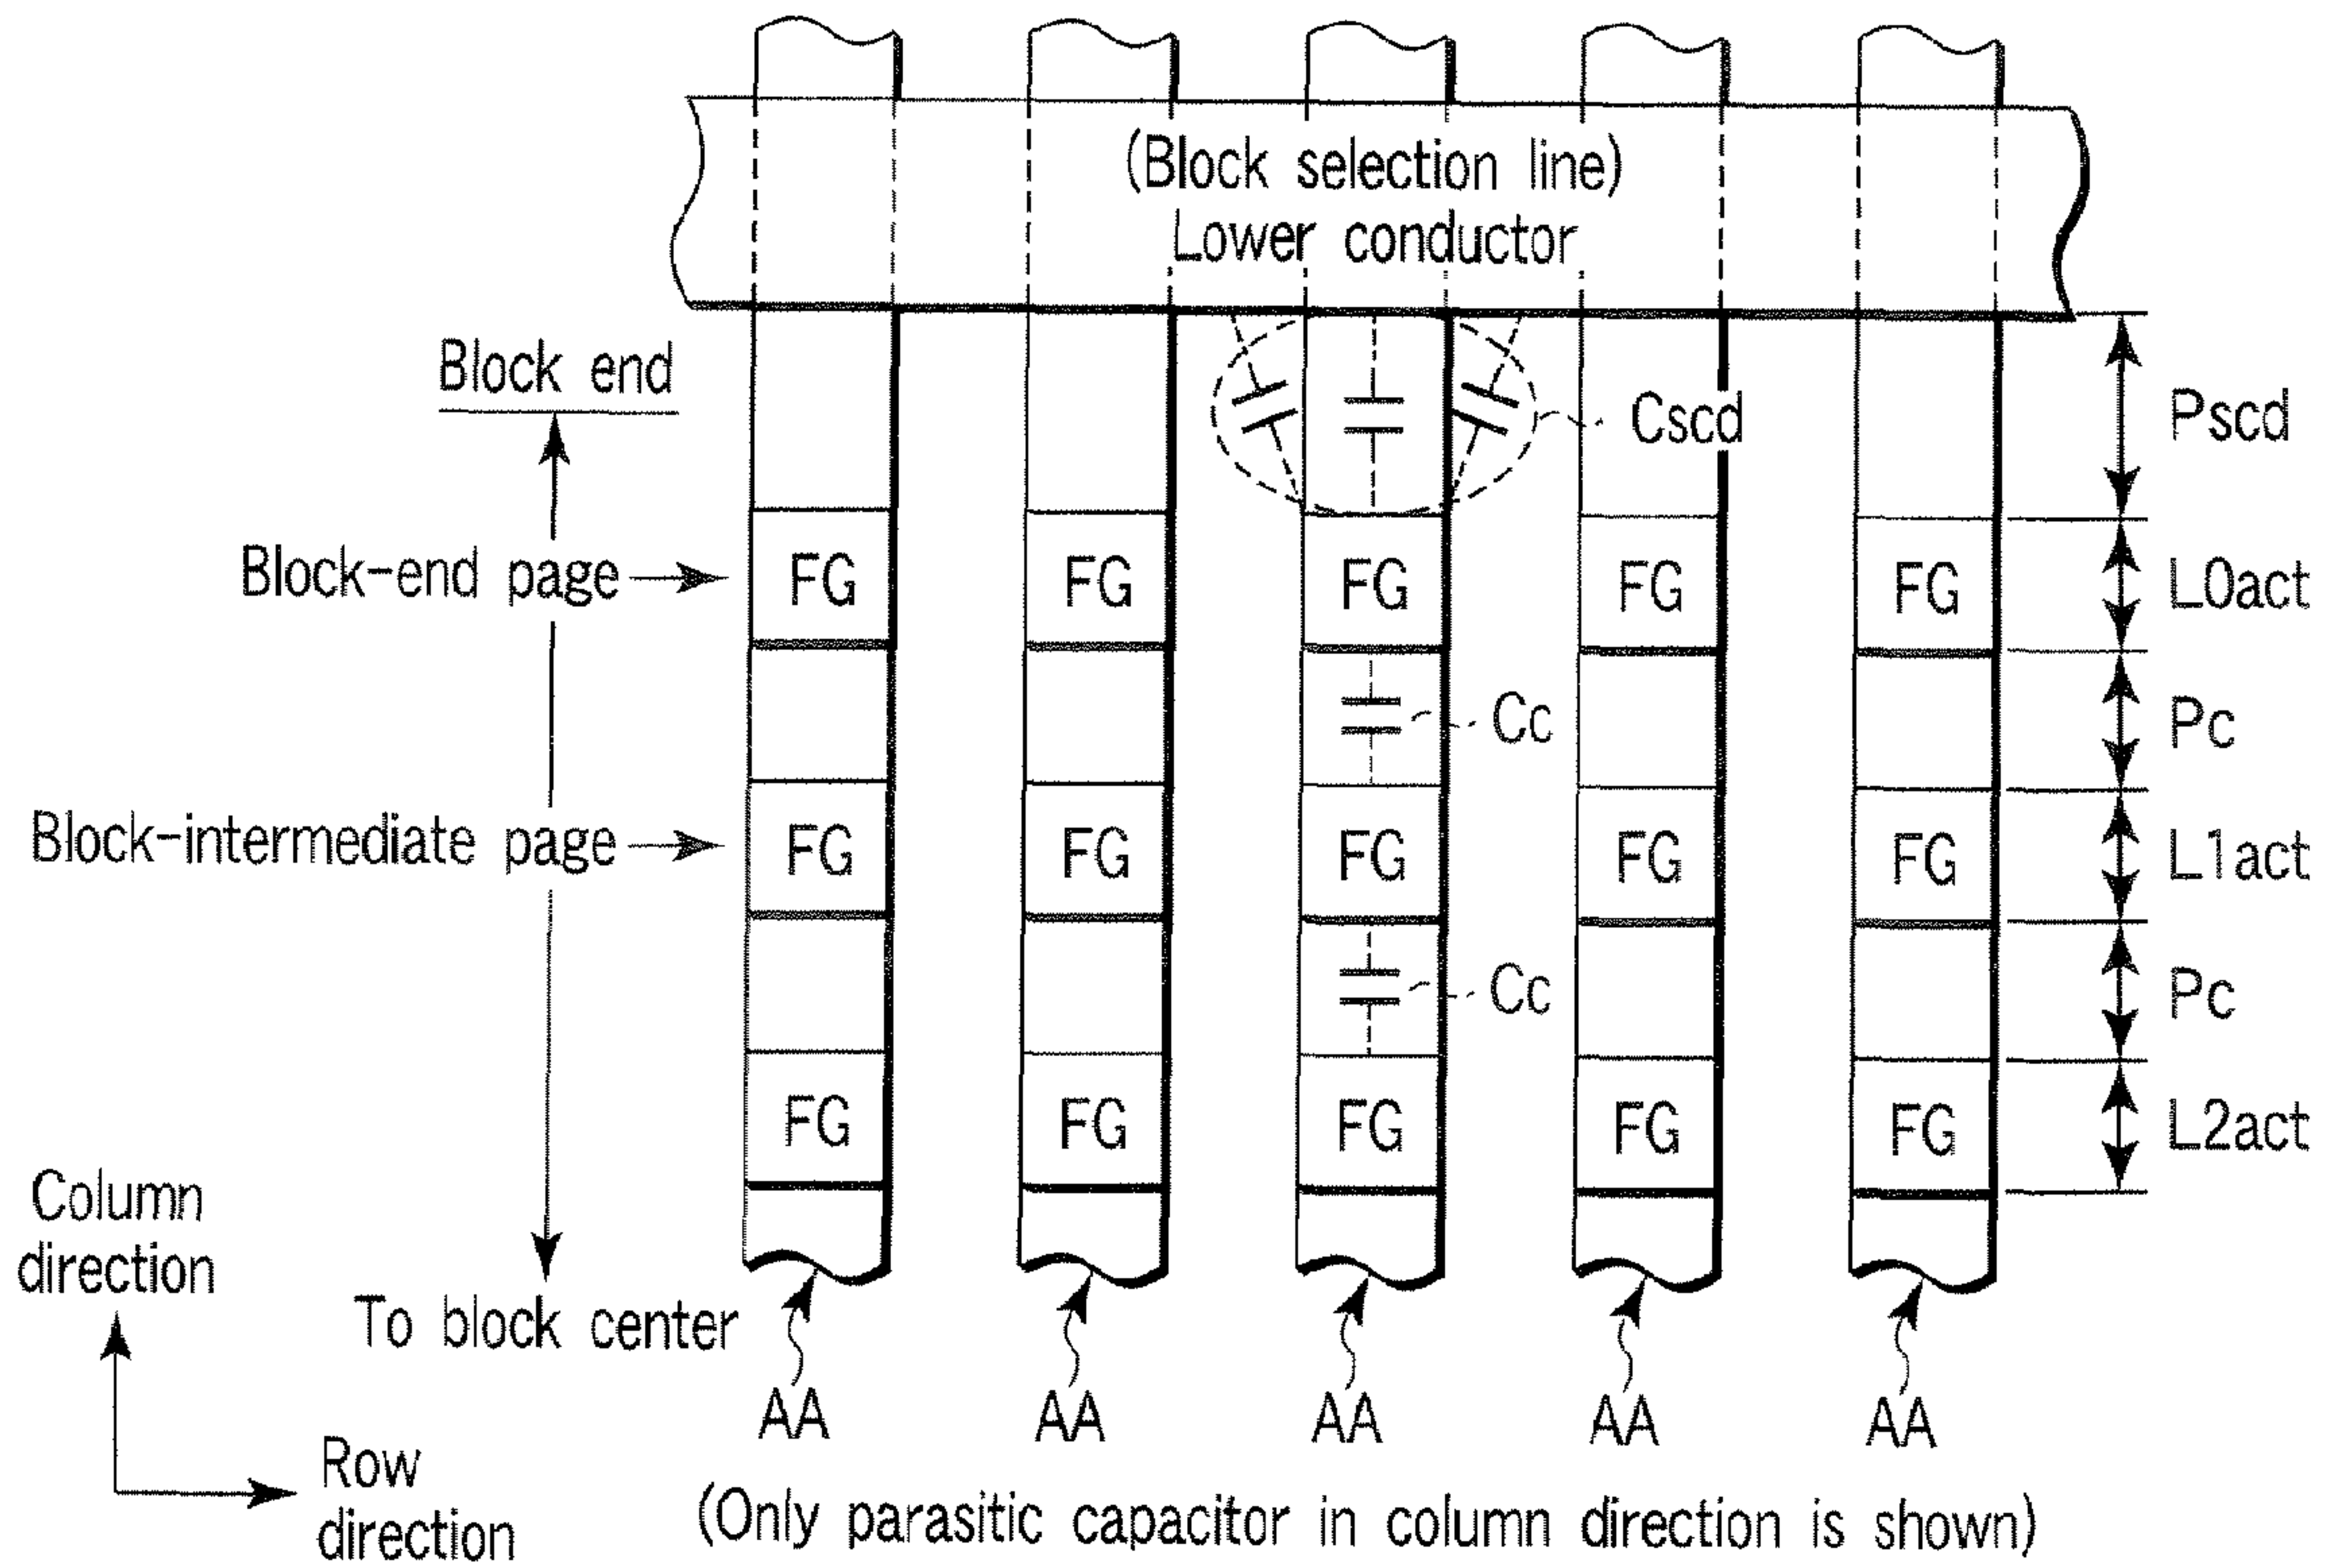 (Block selection line)
Lower conductor
Block end
Cscd
Pscd
Block-end page
FG FG FG FG FG
L0act
Cc
Pc
Block-intermediate page
FG FG FG FG FG
L1act
Cc
Pc
FG FG FG FG FG
L2act
Column
direction
To block center
AA AA AA AA AA
Row
direction
(Only parasitic capacitor in column direction is shown)